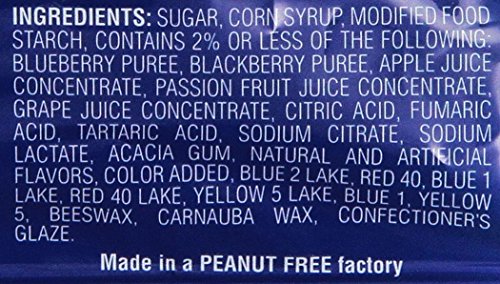 INGREDIENTS: SUGAR, CORN SYRUP, MODIFIED FOOD
STARCH, CONTAINS 2% OR LESS OF THE FOLLOWING:
BLUEBERRY PUREE, BLACKBERRY PUREE, APPLE JUICE
CONCENTRATE, PASSION FRUIT JUICE CONCENTRATE,
GRAPE JUICE CONCENTRATE, CITRIC ACID, FUMARIC
ACID, TARTARIC ACID, SODIUM CITRATE, SODIUM
LACTATE, ACACIA GUM, NATURAL AND ARTIFICIAL
FLAVORS, COLOR ADDED, BLUE 2 LAKE, RED 40, BLUE 1
LAKE, RED 40 LAKE, YELLOW 5 LAKE, BLUE 1, YELLOW
5, BEESWAX, CARNAUBA WAX, CONFECTIONER'S
GLAZE.
Made in a PEANUT FREE factory